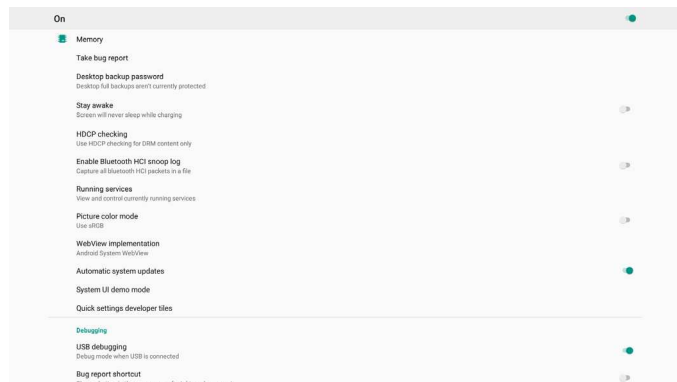 On
Memory
Take bug report
Desktop backup password
Desktop full backups aren't currently protected
Stay awake
Screen will never sleep while charging
HDCP checking
Use HDCP checking for DRM content only
Enable Bluetooth HCI snoop log
Capture all bluetooth HCI packets in a file
Running services
View and control currently running services
Picture color mode
Use sRGB
WebView implementation
Android System WebView
Automatic system updates
System UI demo mode
Quick settings developer tiles
Debugging
USB debugging
Debug mode when USB is connected
Bug report shortcut